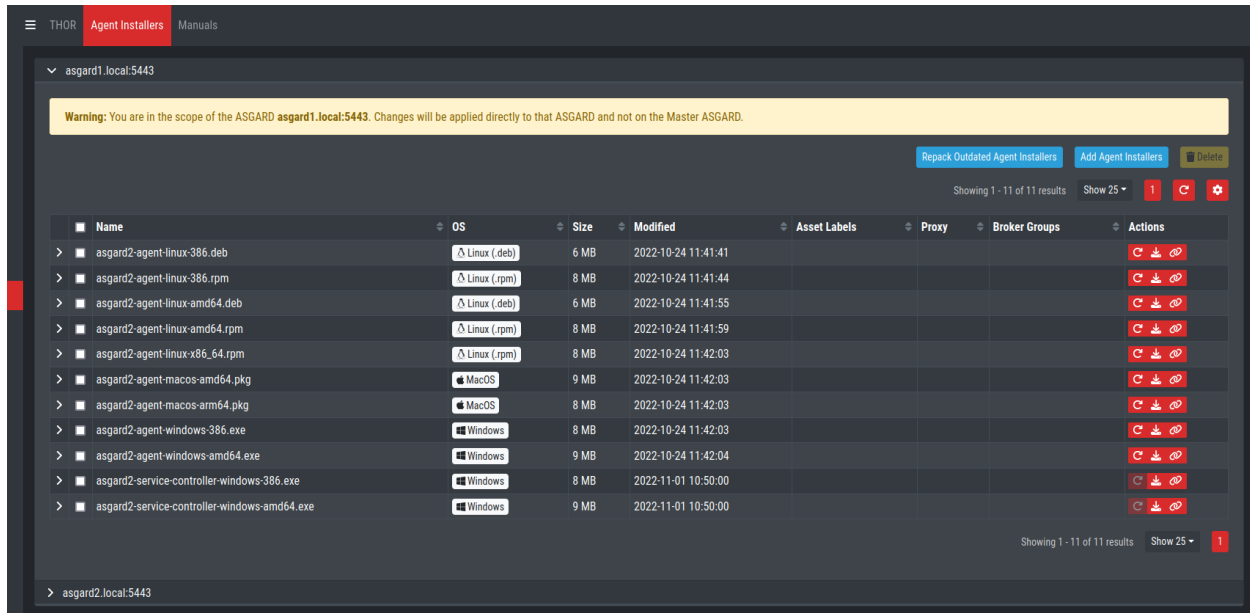 THOR Agent Installers Manuals
asgard1.local:5443
Warning: You are in the scope of the ASGARD asgard1.local:5443. Changes will be applied directly to that ASGARD and not on the Master ASGARD.
Repack Outdated Agent Installers Add Agent Installers Delete
Showing 1 - 11 of 11 results Show 25 1
Name OS Size Modified Asset Labels Proxy Broker Groups Actions
asgard2-agent-linux-386.deb Linux (.deb) 6 MB 2022-10-24 11:41:41
asgard2-agent-linux-386.rpm Linux (.rpm) 8 MB 2022-10-24 11:41:44
asgard2-agent-linux-amd64.deb Linux (.deb) 6 MB 2022-10-24 11:41:55
asgard2-agent-linux-amd64.rpm Linux (.rpm) 8 MB 2022-10-24 11:41:59
asgard2-agent-linux-x86_64.rpm Linux (.rpm) 8 MB 2022-10-24 11:42:03
asgard2-agent-macos-amd64.pkg MacOS 9 MB 2022-10-24 11:42:03
asgard2-agent-macos-arm64.pkg MacOS 8 MB 2022-10-24 11:42:03
asgard2-agent-windows-386.exe Windows 8 MB 2022-10-24 11:42:03
asgard2-agent-windows-amd64.exe Windows 9 MB 2022-10-24 11:42:04
asgard2-service-controller-windows-386.exe Windows 8 MB 2022-11-01 10:50:00
asgard2-service-controller-windows-amd64.exe Windows 9 MB 2022-11-01 10:50:00
Showing 1 - 11 of 11 results Show 25 1
asgard2.local:5443